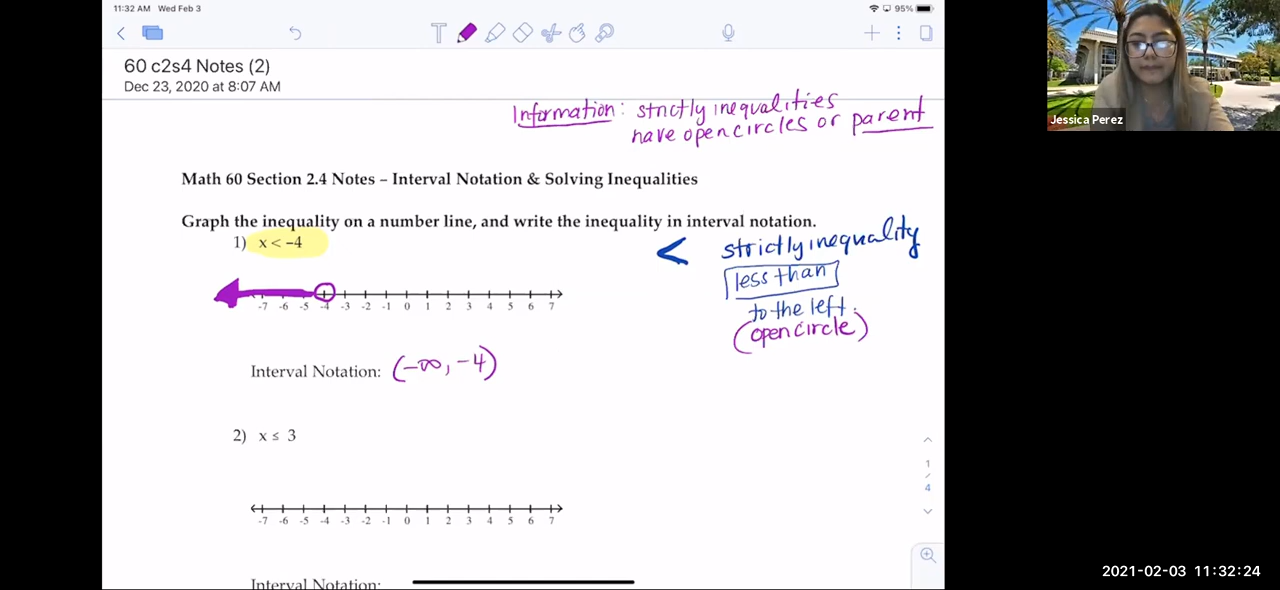 11:32 AM Wed Feb 3
95%
60 c2s4 Notes (2)
Dec 23, 2020 at 8:07 AM
Jessica Perez
Information: strictly inequalities
have open circles or parent
Math 60 Section 2.4 Notes – Interval Notation & Solving Inequalities
Graph the inequality on a number line, and write the inequality in interval notation.
1) x < -4
< strictly inequality
less than
to the left.
(open circle)
-7 -6 -5 -4 -3 -2 -1 0 1 2 3 4 5 6 7
Interval Notation: (-∞, -4)
2) x ≤ 3
-7 -6 -5 -4 -3 -2 -1 0 1 2 3 4 5 6 7
Interval Notation:
1
/
4
2021-02-03 11:32:24